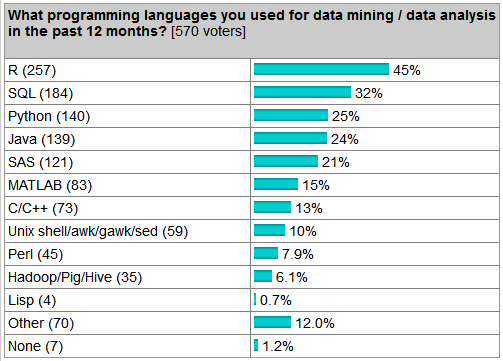 What programming languages you used for data mining / data analysis
in the past 12 months? [570 voters]
R (257) 45%
SQL (184) 32%
Python (140) 25%
Java (139) 24%
SAS (121) 21%
MATLAB (83) 15%
C/C++ (73) 13%
Unix shell/awk/gawk/sed (59) 10%
Perl (45) 7.9%
Hadoop/Pig/Hive (35) 6.1%
Lisp (4) 0.7%
Other (70) 12.0%
None (7) 1.2%